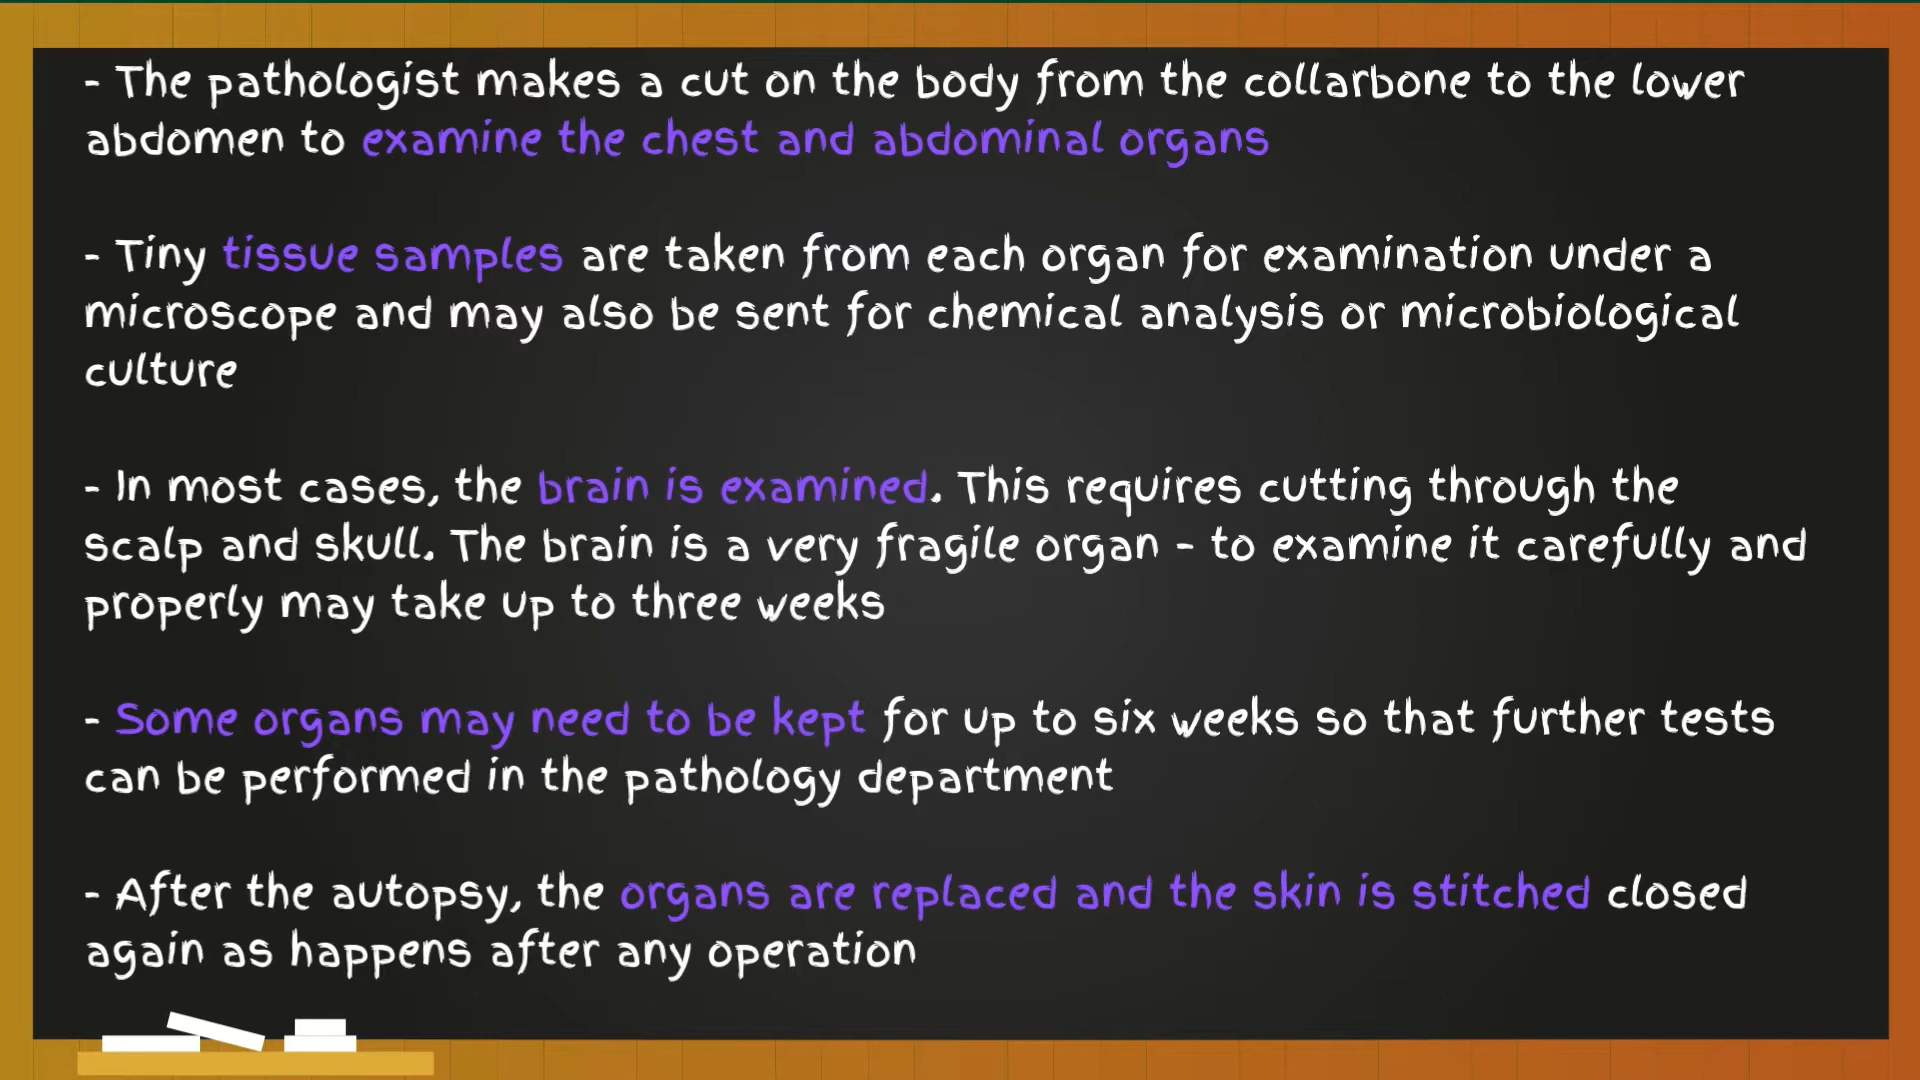 - The pathologist makes a cut on the body from the collarbone to the lower
abdomen to examine the chest and abdominal organs
- Tiny tissue samples are taken from each organ for examination under a
microscope and may also be sent for chemical analysis or microbiological
culture
- In most cases, the brain is examined. This requires cutting through the
scalp and skull. The brain is a very fragile organ - to examine it carefully and
properly may take up to three weeks
- Some organs may need to be kept for up to six weeks so that further tests
can be performed in the pathology department
- After the autopsy, the organs are replaced and the skin is stitched closed
again as happens after any operation